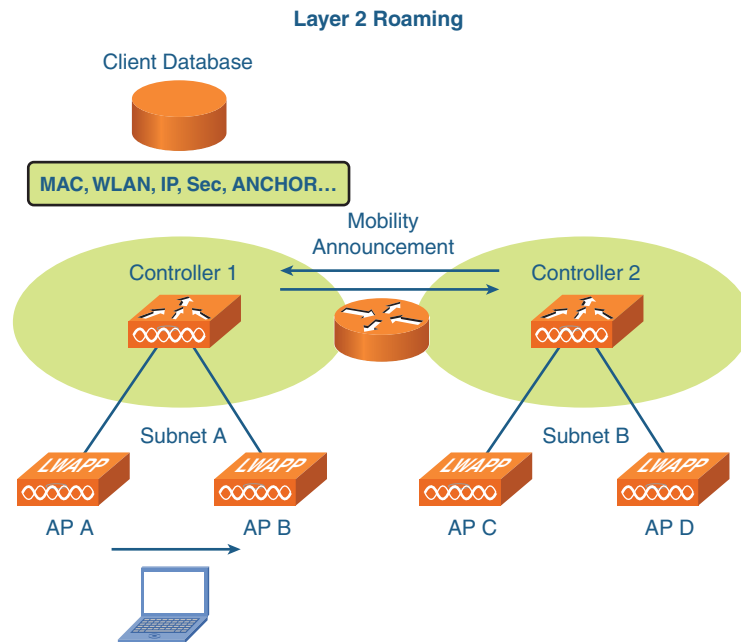 Layer 2 Roaming
Client Database
MAC, WLAN, IP, Sec, ANCHOR...
Mobility
Announcement
Controller 1
Controller 2
Subnet A
Subnet B
LWAPP
LWAPP
LWAPP
LWAPP
AP A
AP B
AP C
AP D